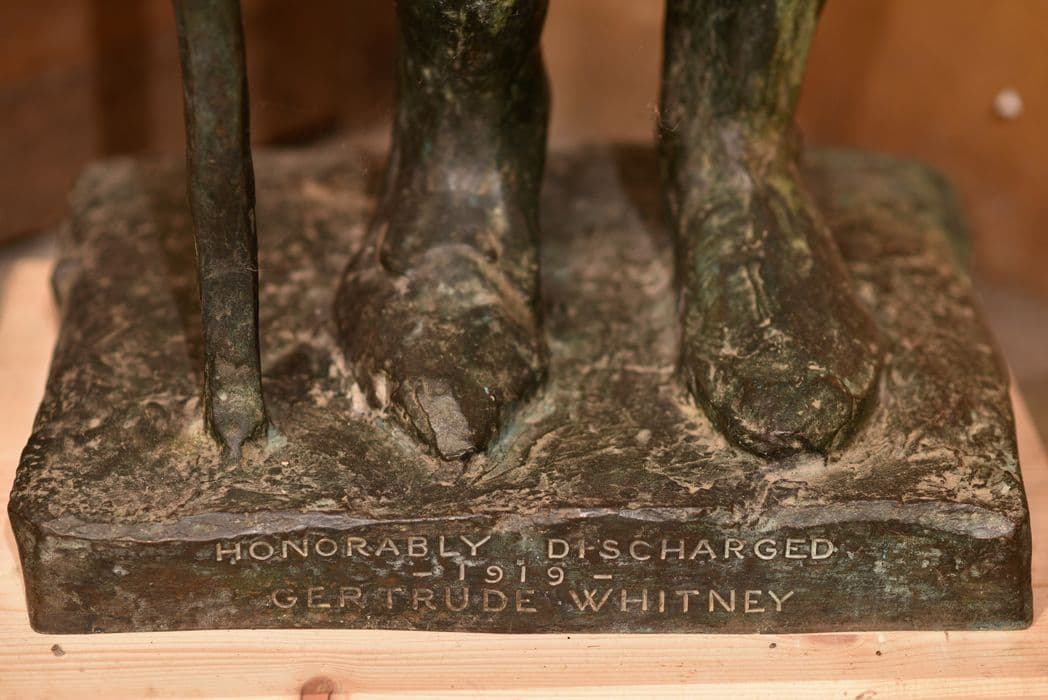 HONORABLY DISCHARGED
– 1919 –
GERTRUDE WHITNEY